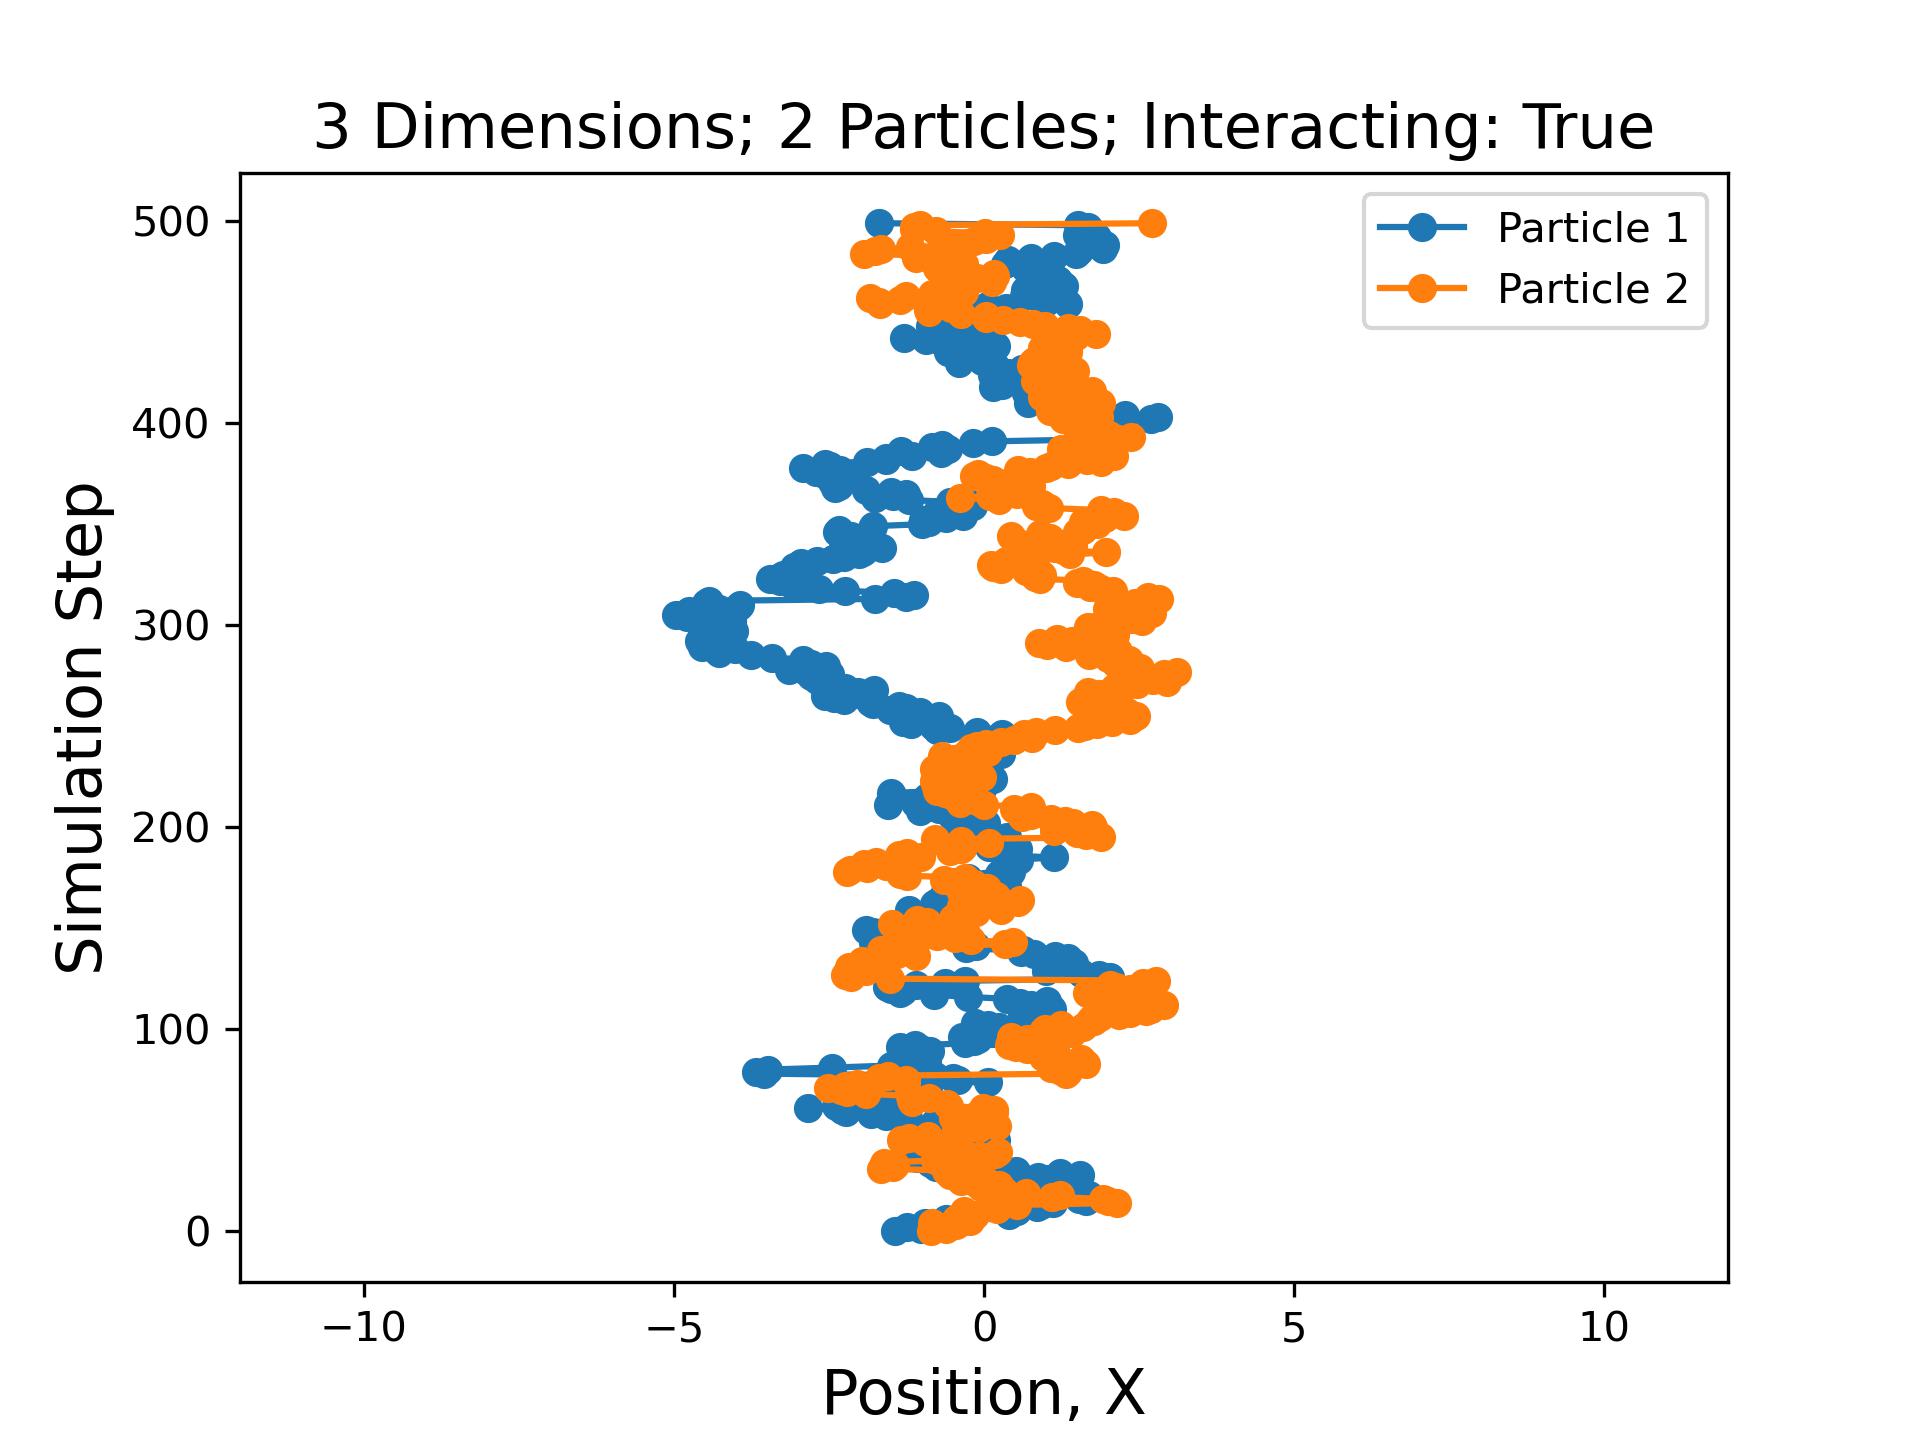 3 Dimensions; 2 Particles; Interacting: True
Particle 1
Particle 2
500
400
300
200
100
0
Simulation Step
−10
−5
0
5
10
Position, X